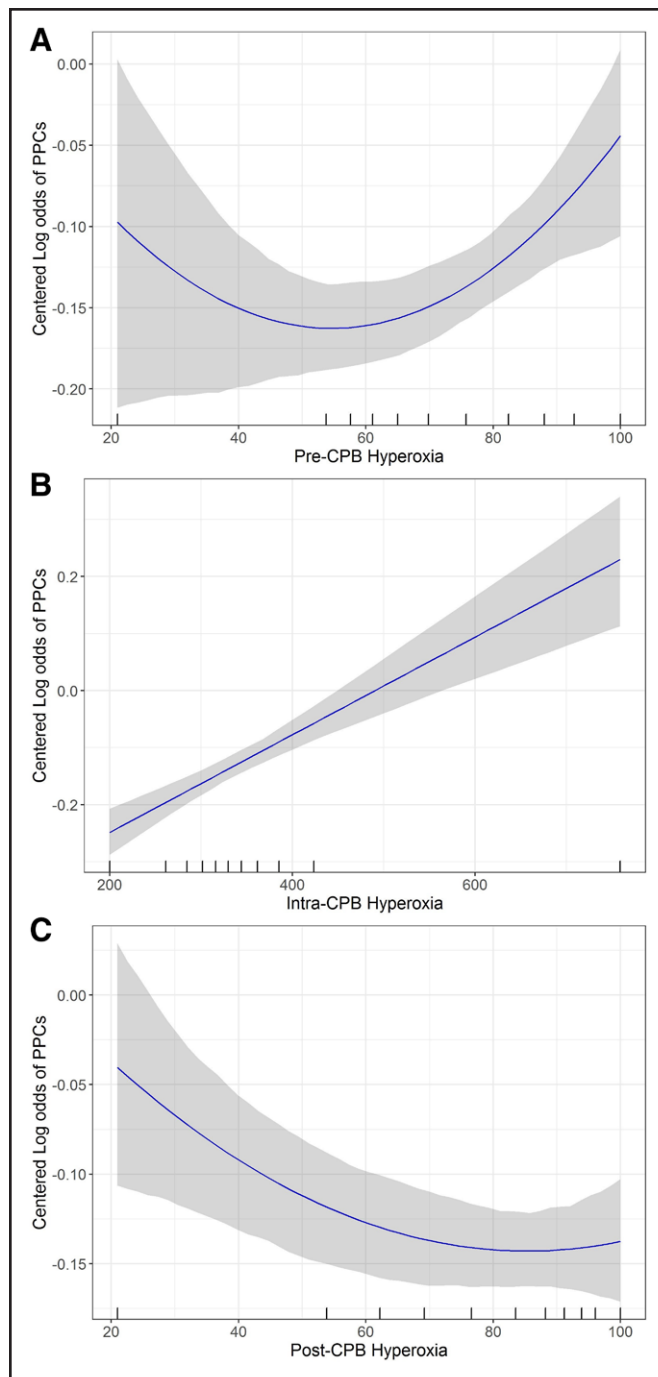 A
Centered Log odds of PPCs
0.00
-0.05
-0.10
-0.15
-0.20
20 40 60 80 100
Pre-CPB Hyperoxia
B
Centered Log odds of PPCs
0.2
0.0
-0.2
200 400 600
Intra-CPB Hyperoxia
C
Centered Log odds of PPCs
0.00
-0.05
-0.10
-0.15
20 40 60 80 100
Post-CPB Hyperoxia